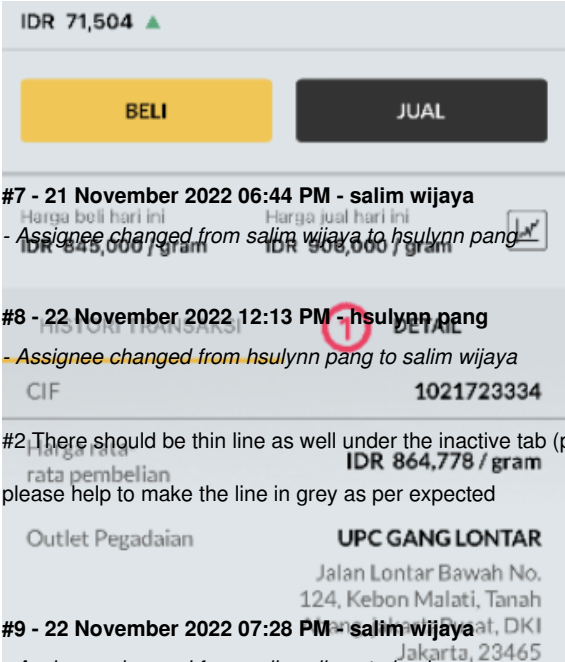 IDR 71,504
BELI
JUAL
#7 - 21 November 2022 06:44 PM - salim wijaya
Harga beli hari ini
Harga jual hari ini
- Assignee changed from salim wijaya to hsulynn pang
IDR 845,000 / gram
IDR 906,000 / gram
#8 - 22 November 2022 12:13 PM - hsulynn pang
HISTORI TRANSAKSI
1
DETAIL
- Assignee changed from hsulynn pang to salim wijaya
CIF
1021723334
#2 There should be thin line as well under the inactive tab (p
Harga rata-
rata pembelian
IDR 864,778 / gram
please help to make the line in grey as per expected
Outlet Pegadaian
UPC GANG LONTAR
Jalan Lontar Bawah No.
124, Kebon Malati, Tanah
#9 - 22 November 2022 07:28 PM - salim wijaya
DKI
Jakarta, 23465